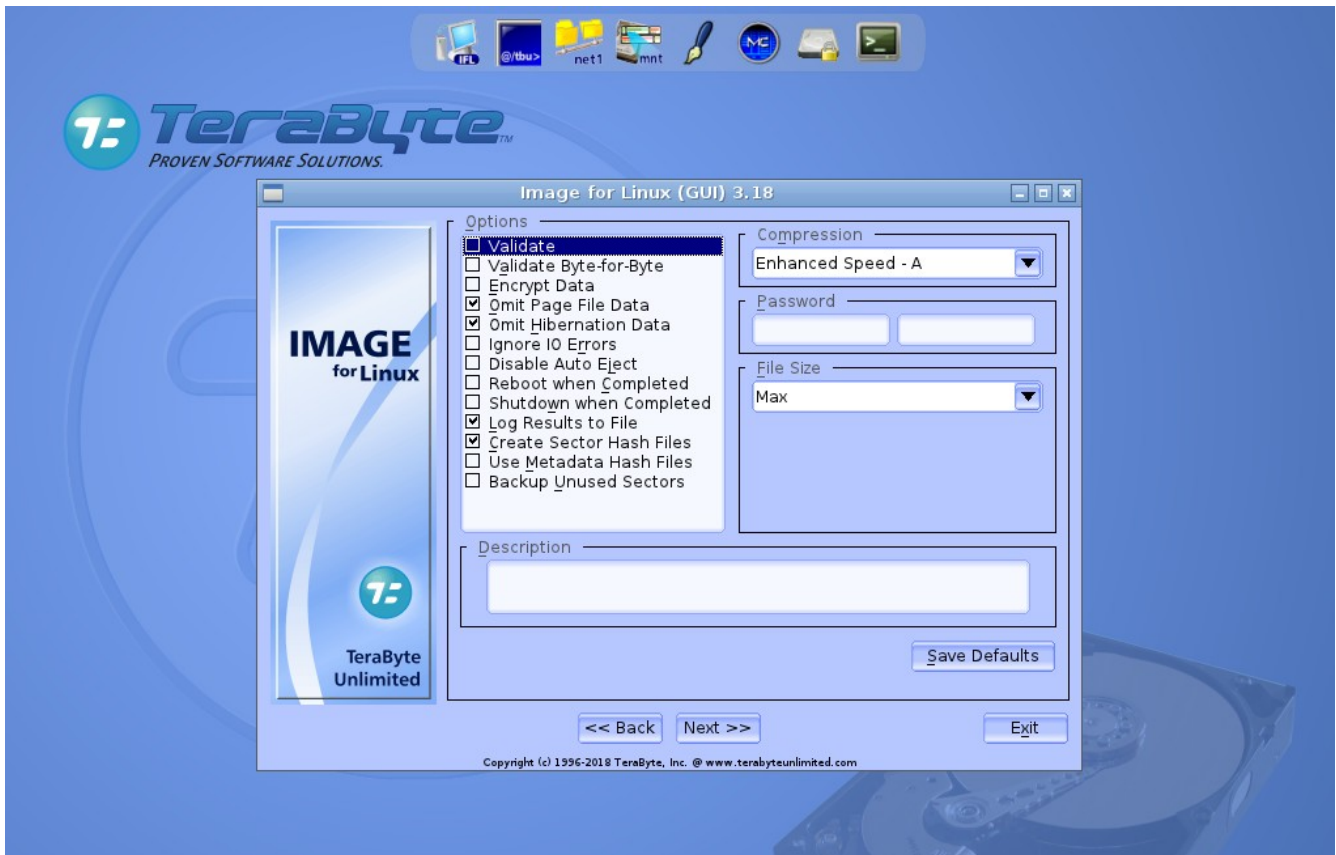 IFL
@/tbu>
net1
mnt
MC
>_
TeraByte™
PROVEN SOFTWARE SOLUTIONS.
Image for Linux (GUI) 3.18
IMAGE
for Linux
TeraByte
Unlimited
Options
Validate
Validate Byte-for-Byte
Encrypt Data
Omit Page File Data
Omit Hibernation Data
Ignore IO Errors
Disable Auto Eject
Reboot when Completed
Shutdown when Completed
Log Results to File
Create Sector Hash Files
Use Metadata Hash Files
Backup Unused Sectors
Compression
Enhanced Speed - A
Password
File Size
Max
Description
Save Defaults
<< Back
Next >>
Exit
Copyright (c) 1996-2018 TeraByte, Inc. @ www.terabyteunlimited.com